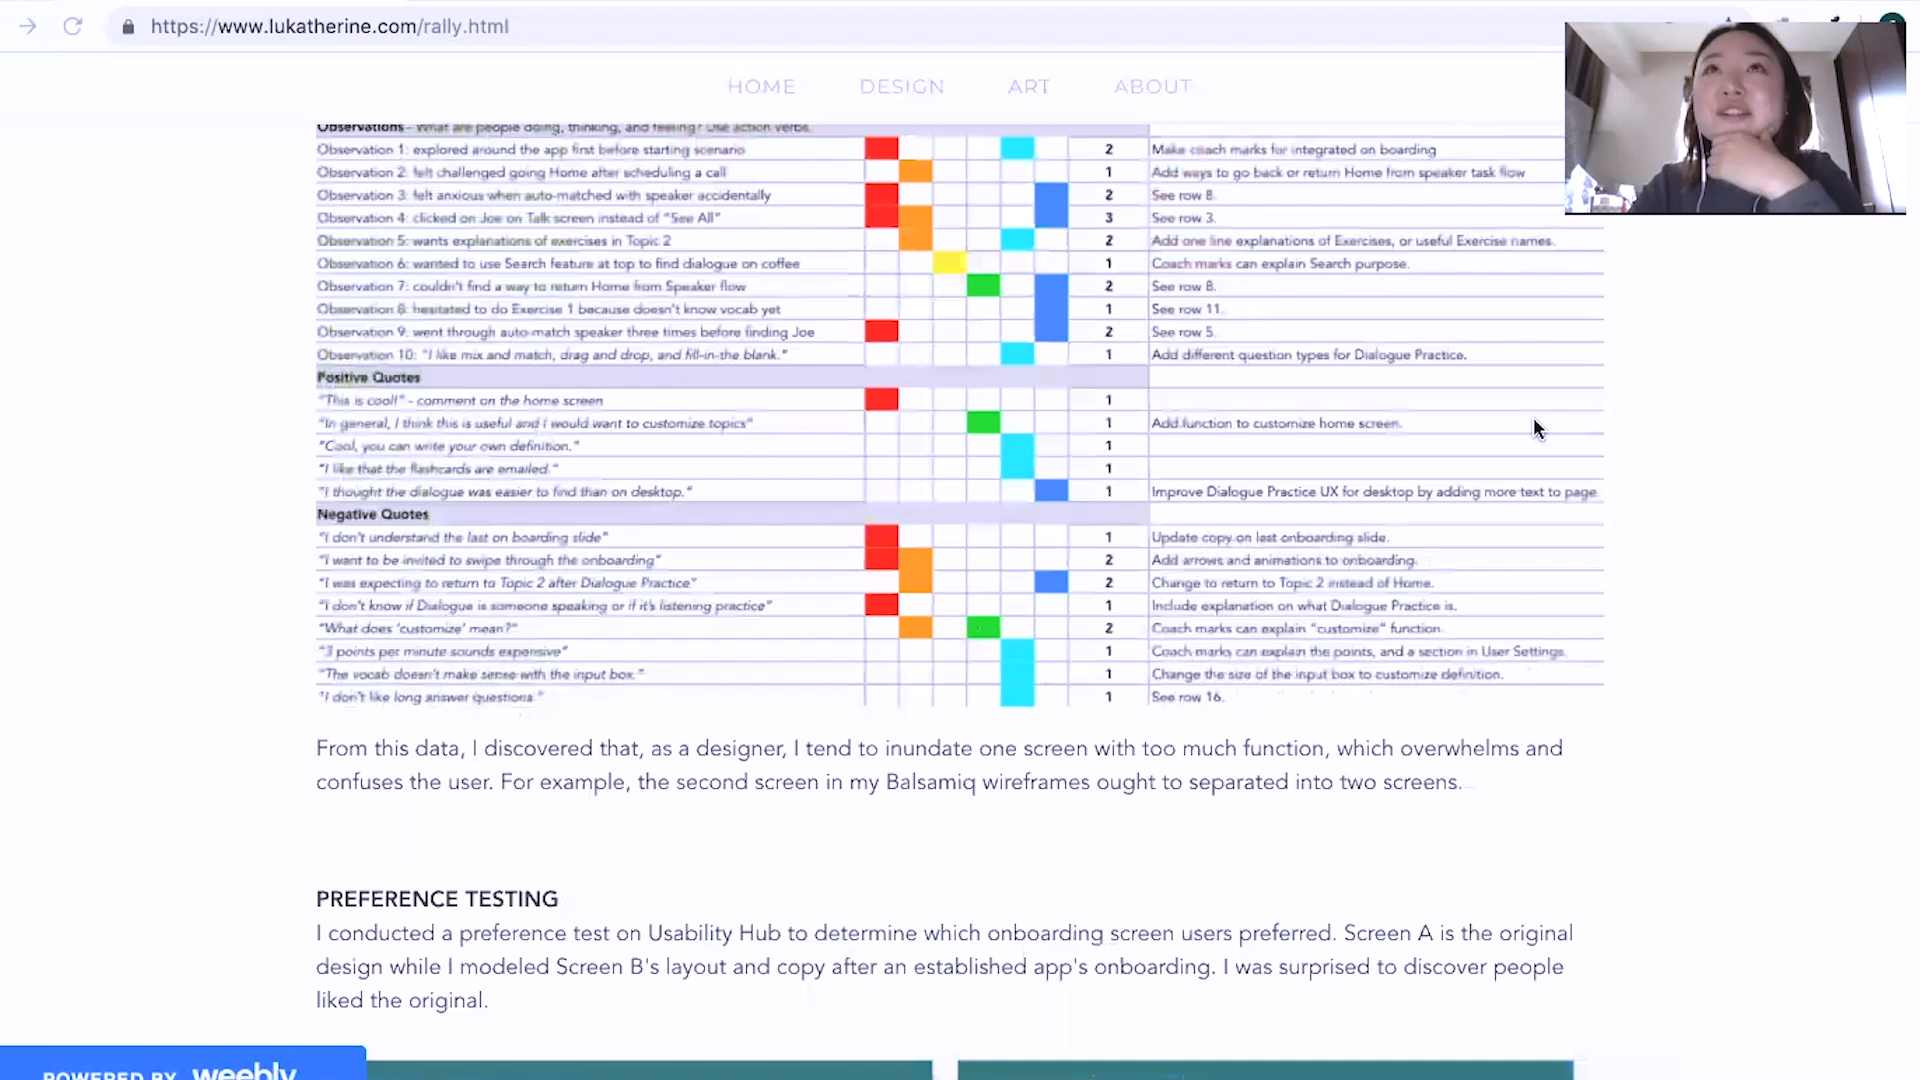 https://www.lukatherine.com/rally.html
HOME DESIGN ART ABOUT
Observations - What are people doing, thinking, and feeling? Use action verbs.
Observation 1: explored around the app first before starting scenario 2 Make coach marks for integrated on boarding
Observation 2: felt challenged going Home after scheduling a call 1 Add ways to go back or return Home from speaker task flow
Observation 3: felt anxious when auto-matched with speaker accidentally 2 See row 8.
Observation 4: clicked on Joe on Talk screen instead of "See All" 3 See row 3.
Observation 5: wants explanations of exercises in Topic 2 2 Add one line explanations of Exercises, or useful Exercise names.
Observation 6: wanted to use Search feature at top to find dialogue on coffee 1 Coach marks can explain Search purpose.
Observation 7: couldn't find a way to return Home from Speaker flow 2 See row 8.
Observation 8: hesitated to do Exercise 1 because doesn't know vocab yet 1 See row 11.
Observation 9: went through auto-match speaker three times before finding Joe 2 See row 5.
Observation 10: "I like mix and match, drag and drop, and fill-in-the blank." 1 Add different question types for Dialogue Practice.
Positive Quotes
"This is cool!" - comment on the home screen 1
"In general, I think this is useful and I would want to customize topics" 1 Add function to customize home screen.
"Cool, you can write your own definition." 1
"I like that the flashcards are emailed." 1
"I thought the dialogue was easier to find than on desktop." 1 Improve Dialogue Practice UX for desktop by adding more text to page
Negative Quotes
"I don't understand the last on boarding slide" 1 Update copy on last onboarding slide.
"I want to be invited to swipe through the onboarding" 2 Add arrows and animations to onboarding.
"I was expecting to return to Topic 2 after Dialogue Practice" 2 Change to return to Topic 2 instead of Home.
"I don't know if Dialogue is someone speaking or if it's listening practice" 1 Include explanation on what Dialogue Practice is.
"What does 'customize' mean?" 2 Coach marks can explain "customize" function.
"3 points per minute sounds expensive" 1 Coach marks can explain the points, and a section in User Settings.
"The vocab doesn't make sense with the input box." 1 Change the size of the input box to customize definition.
"I don't like long answer questions." 1 See row 16.
From this data, I discovered that, as a designer, I tend to inundate one screen with too much function, which overwhelms and
confuses the user. For example, the second screen in my Balsamiq wireframes ought to separated into two screens.
PREFERENCE TESTING
I conducted a preference test on Usability Hub to determine which onboarding screen users preferred. Screen A is the original
design while I modeled Screen B's layout and copy after an established app's onboarding. I was surprised to discover people
liked the original.
POWERED BY weebly